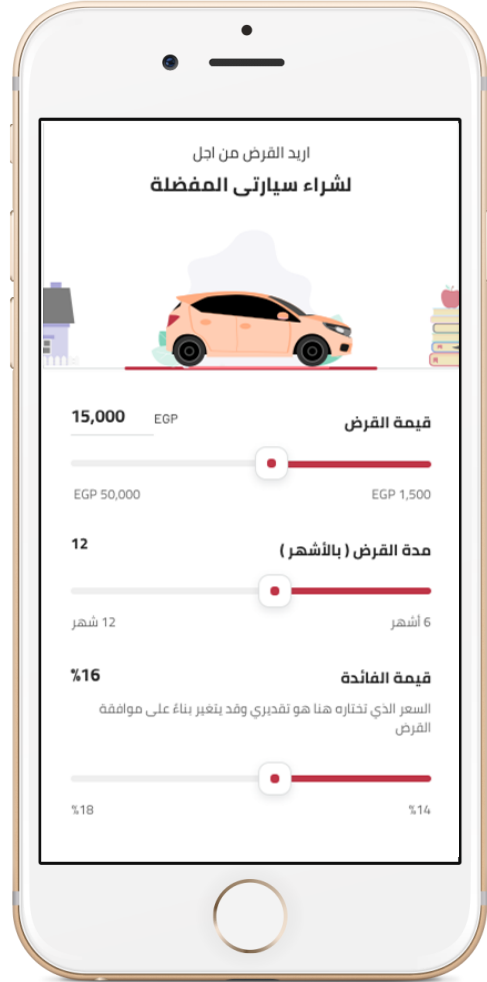 اريد القرض من اجل
لشراء سيارتى المفضلة
قيمة القرض
15,000 EGP
EGP 1,500
EGP 50,000
مدة القرض ( بالأشهر )
12
6 أشهر
12 شهر
قيمة الفائدة
%16
السعر الذي تختاره هنا هو تقديري وقد يتغير بناءً على موافقة
القرض
%14
%18